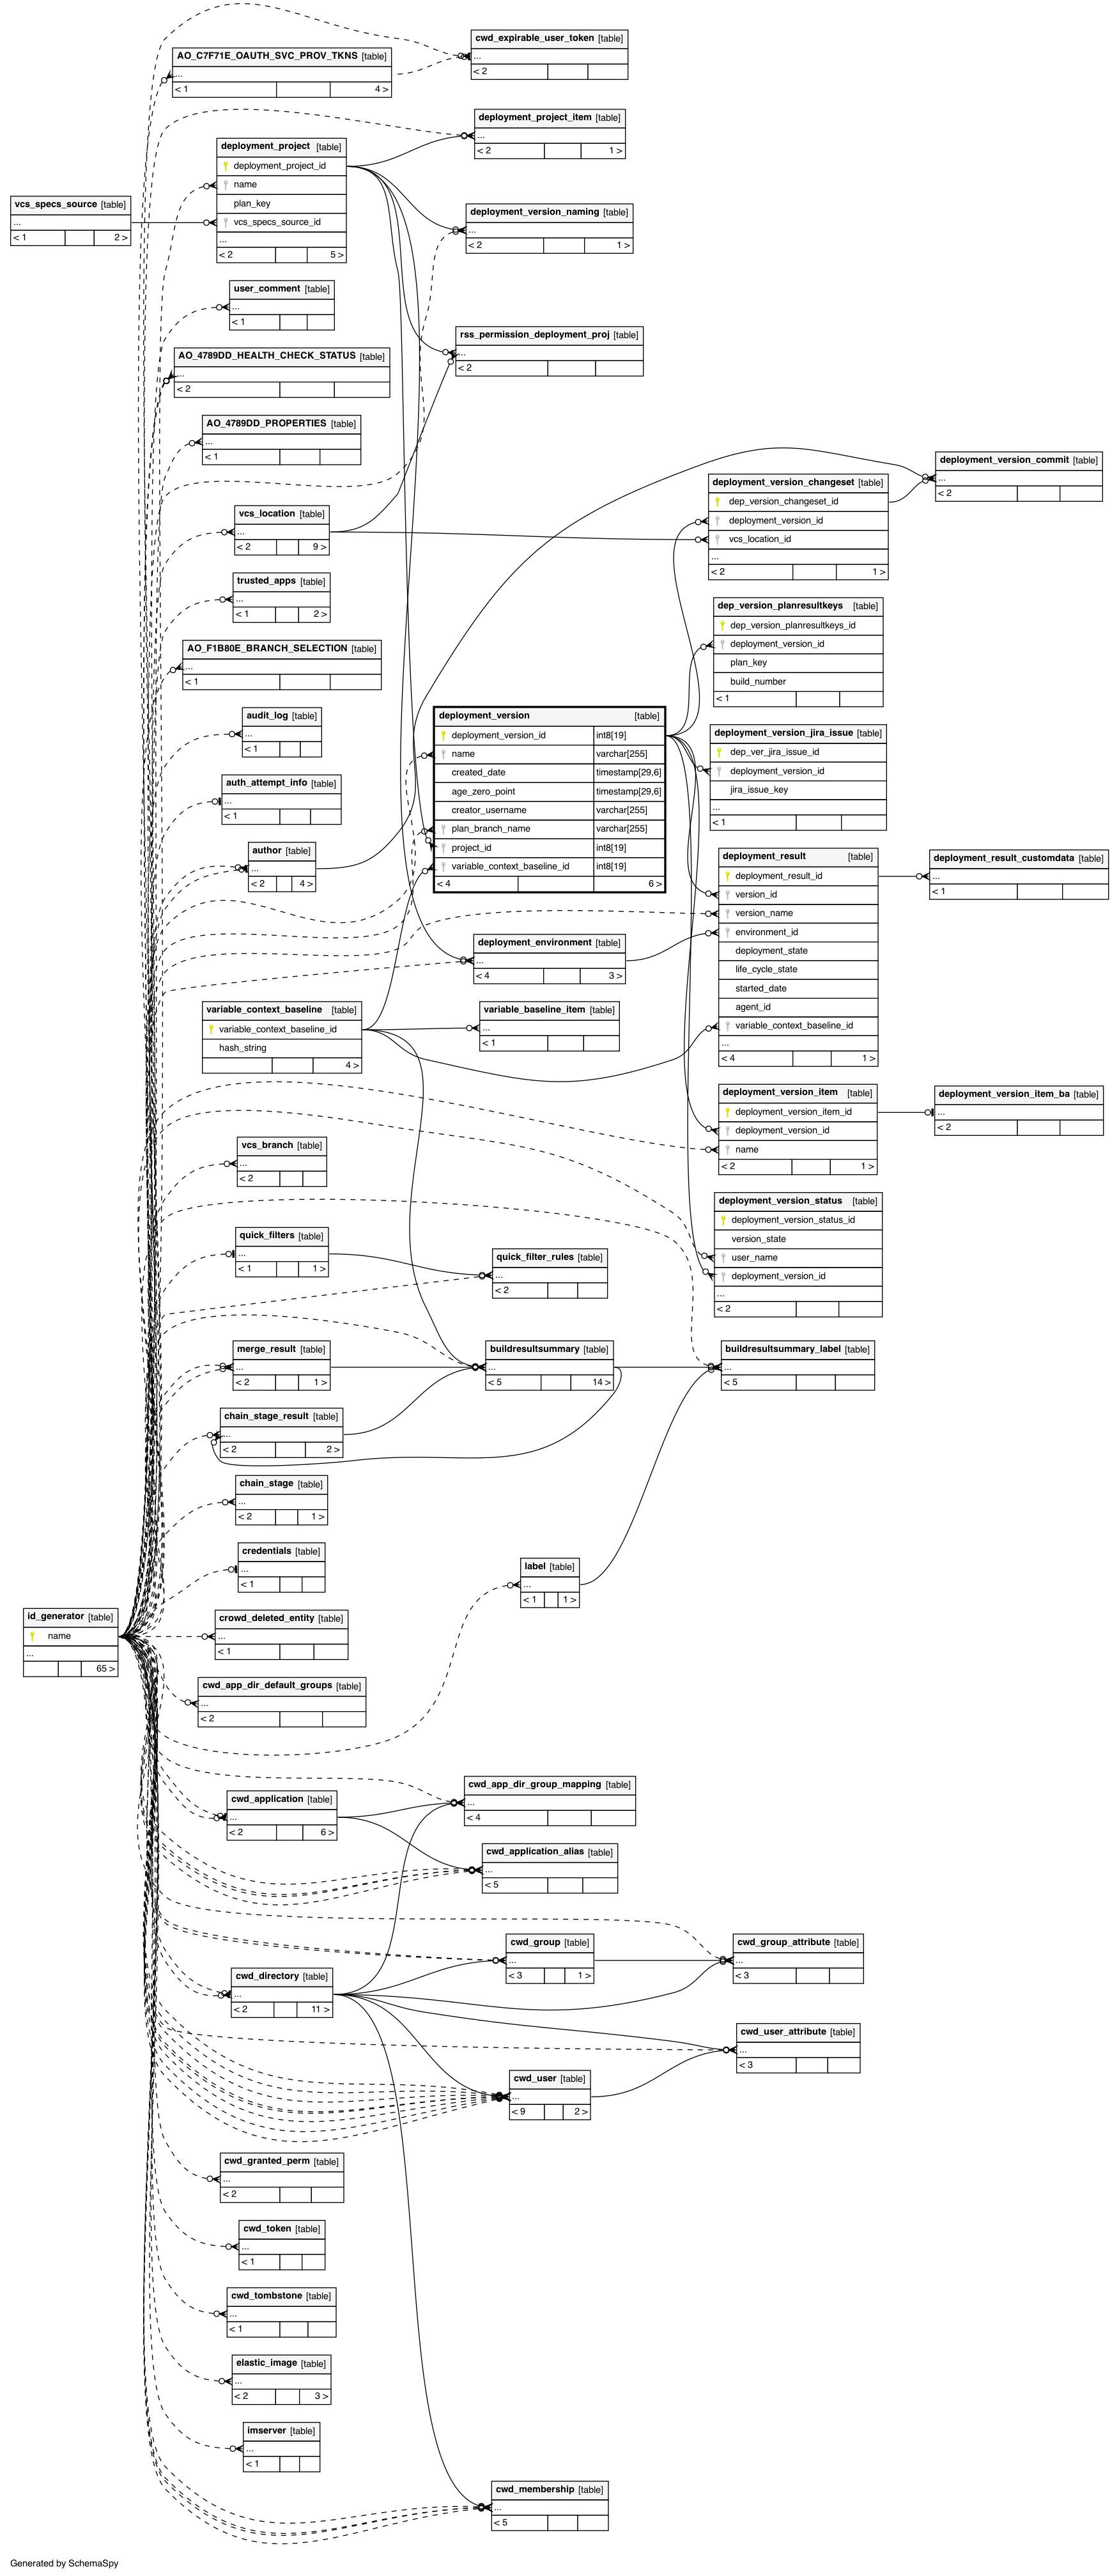 cwd_expirable_user_token [table]
...
< 2
AO_C7F71E_OAUTH_SVC_PROV_TKNS [table]
...
< 1 4 >
deployment_project_item [table]
...
< 2 1 >
deployment_project [table]
deployment_project_id
name
plan_key
vcs_specs_source_id
...
< 2 5 >
vcs_specs_source [table]
...
< 1 2 >
deployment_version_naming [table]
...
< 2 1 >
user_comment [table]
...
< 1
rss_permission_deployment_proj [table]
...
< 2
AO_4789DD_HEALTH_CHECK_STATUS [table]
...
< 2
AO_4789DD_PROPERTIES [table]
...
< 1
deployment_version_commit [table]
...
< 2
deployment_version_changeset [table]
dep_version_changeset_id
deployment_version_id
vcs_location_id
...
< 2 1 >
vcs_location [table]
...
< 2 9 >
trusted_apps [table]
...
< 1 2 >
dep_version_planresultkeys [table]
dep_version_planresultkeys_id
deployment_version_id
plan_key
build_number
< 1
AO_F1B80E_BRANCH_SELECTION [table]
...
< 1
audit_log [table]
...
< 1
deployment_version [table]
deployment_version_id int8[19]
name varchar[255]
created_date timestamp[29,6]
age_zero_point timestamp[29,6]
creator_username varchar[255]
plan_branch_name varchar[255]
project_id int8[19]
variable_context_baseline_id int8[19]
< 4 6 >
deployment_version_jira_issue [table]
dep_ver_jira_issue_id
deployment_version_id
jira_issue_key
...
< 1
auth_attempt_info [table]
...
< 1
author [table]
...
< 2 4 >
deployment_result [table]
deployment_result_id
version_id
version_name
environment_id
deployment_state
life_cycle_state
started_date
agent_id
variable_context_baseline_id
...
< 4 1 >
deployment_result_customdata [table]
...
< 1
deployment_environment [table]
...
< 4 3 >
variable_context_baseline [table]
variable_context_baseline_id
hash_string
4 >
variable_baseline_item [table]
...
< 1
deployment_version_item [table]
deployment_version_item_id
deployment_version_id
name
< 2 1 >
deployment_version_item_ba [table]
...
< 2
vcs_branch [table]
...
< 2
deployment_version_status [table]
deployment_version_status_id
version_state
user_name
deployment_version_id
...
< 2
quick_filters [table]
...
< 1 1 >
quick_filter_rules [table]
...
< 2
merge_result [table]
...
< 2 1 >
buildresultsummary [table]
...
< 5 14 >
buildresultsummary_label [table]
...
< 5
chain_stage_result [table]
...
< 2 2 >
chain_stage [table]
...
< 2 1 >
credentials [table]
...
< 1
label [table]
...
< 1 1 >
id_generator [table]
name
...
65 >
crowd_deleted_entity [table]
...
< 1
cwd_app_dir_default_groups [table]
...
< 2
cwd_app_dir_group_mapping [table]
...
< 4
cwd_application [table]
...
< 2 6 >
cwd_application_alias [table]
...
< 5
cwd_group [table]
...
< 3 1 >
cwd_group_attribute [table]
...
< 3
cwd_directory [table]
...
< 2 11 >
cwd_user_attribute [table]
...
< 3
cwd_user [table]
...
< 9 2 >
cwd_granted_perm [table]
...
< 2
cwd_token [table]
...
< 1
cwd_tombstone [table]
...
< 1
elastic_image [table]
...
< 2 3 >
imserver [table]
...
< 1
cwd_membership [table]
...
< 5
Generated by SchemaSpy